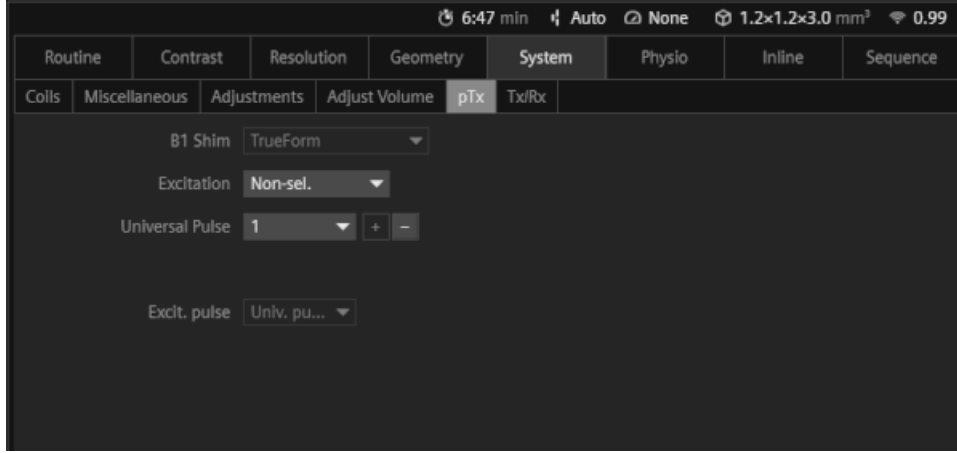 6:47 min Auto None 1.2×1.2×3.0 mm³ 0.99
Routine Contrast Resolution Geometry System Physio Inline Sequence
Coils Miscellaneous Adjustments Adjust Volume pTx Tx/Rx
B1 Shim TrueForm
Excitation Non-sel.
Universal Pulse 1 + −
Excit. pulse Univ. pu...